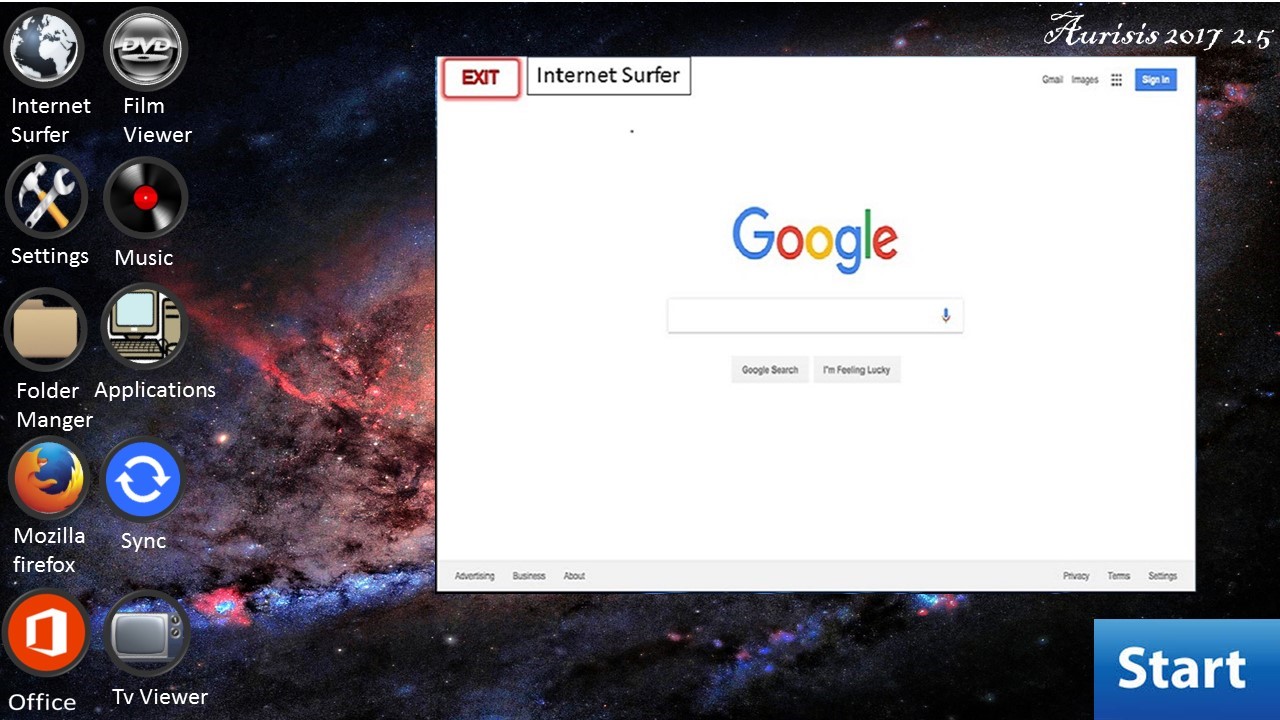 Aurisis 2017 2.5
Internet
Surfer
DVD
Film
Viewer
Settings
Music
Folder
Manger
Applications
Mozilla
firefox
Sync
Office
Tv Viewer
EXIT
Internet Surfer
Gmail Images Sign in
Google
Google Search I'm Feeling Lucky
Advertising Business About Privacy Terms Settings
Start